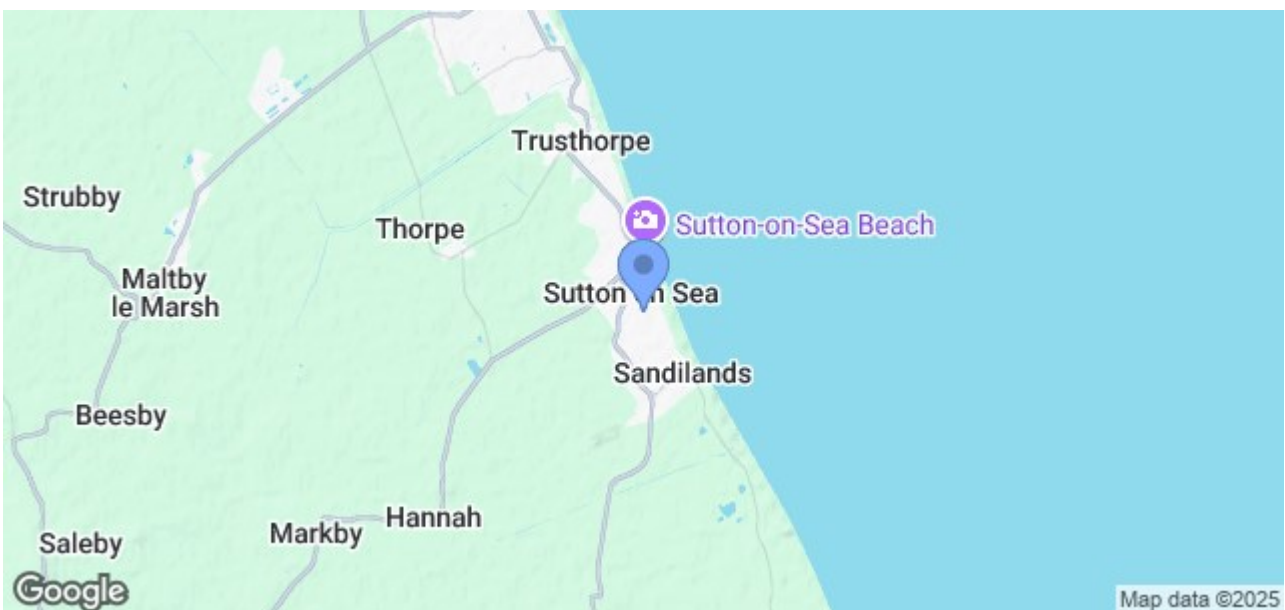 Trusthorpe
Strubby
Sutton-on-Sea Beach
Thorpe
Maltby
le Marsh
Sutton on Sea
Sandilands
Beesby
Hannah
Markby
Saleby
Google
Map data ©2025